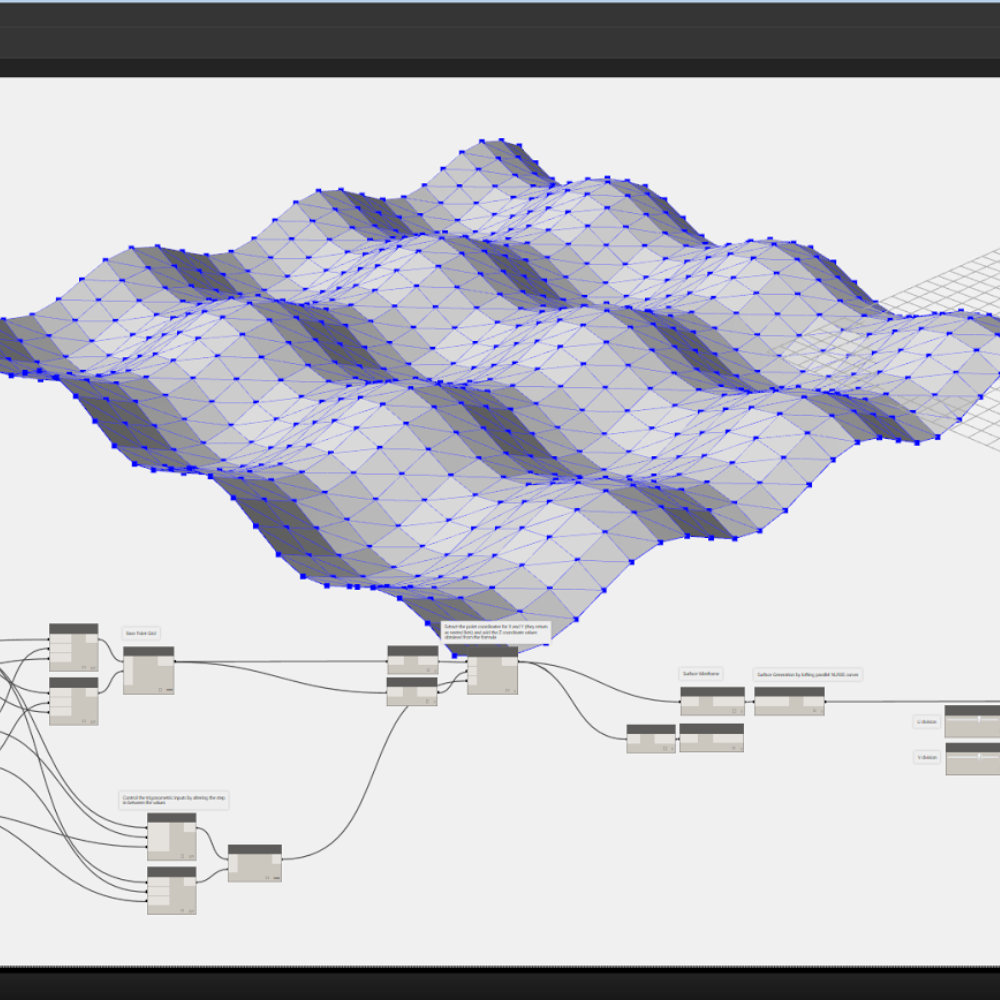 Base Point Grid
Extract the point coordinates for X and Y (they return
as nested lists) and add the Z coordinate values
obtained from the formula
Surface Wireframe
Surface Generation by lofting parallel NURBS curves
U division
V division
Control the trigonometric inputs by altering the step
in between the values